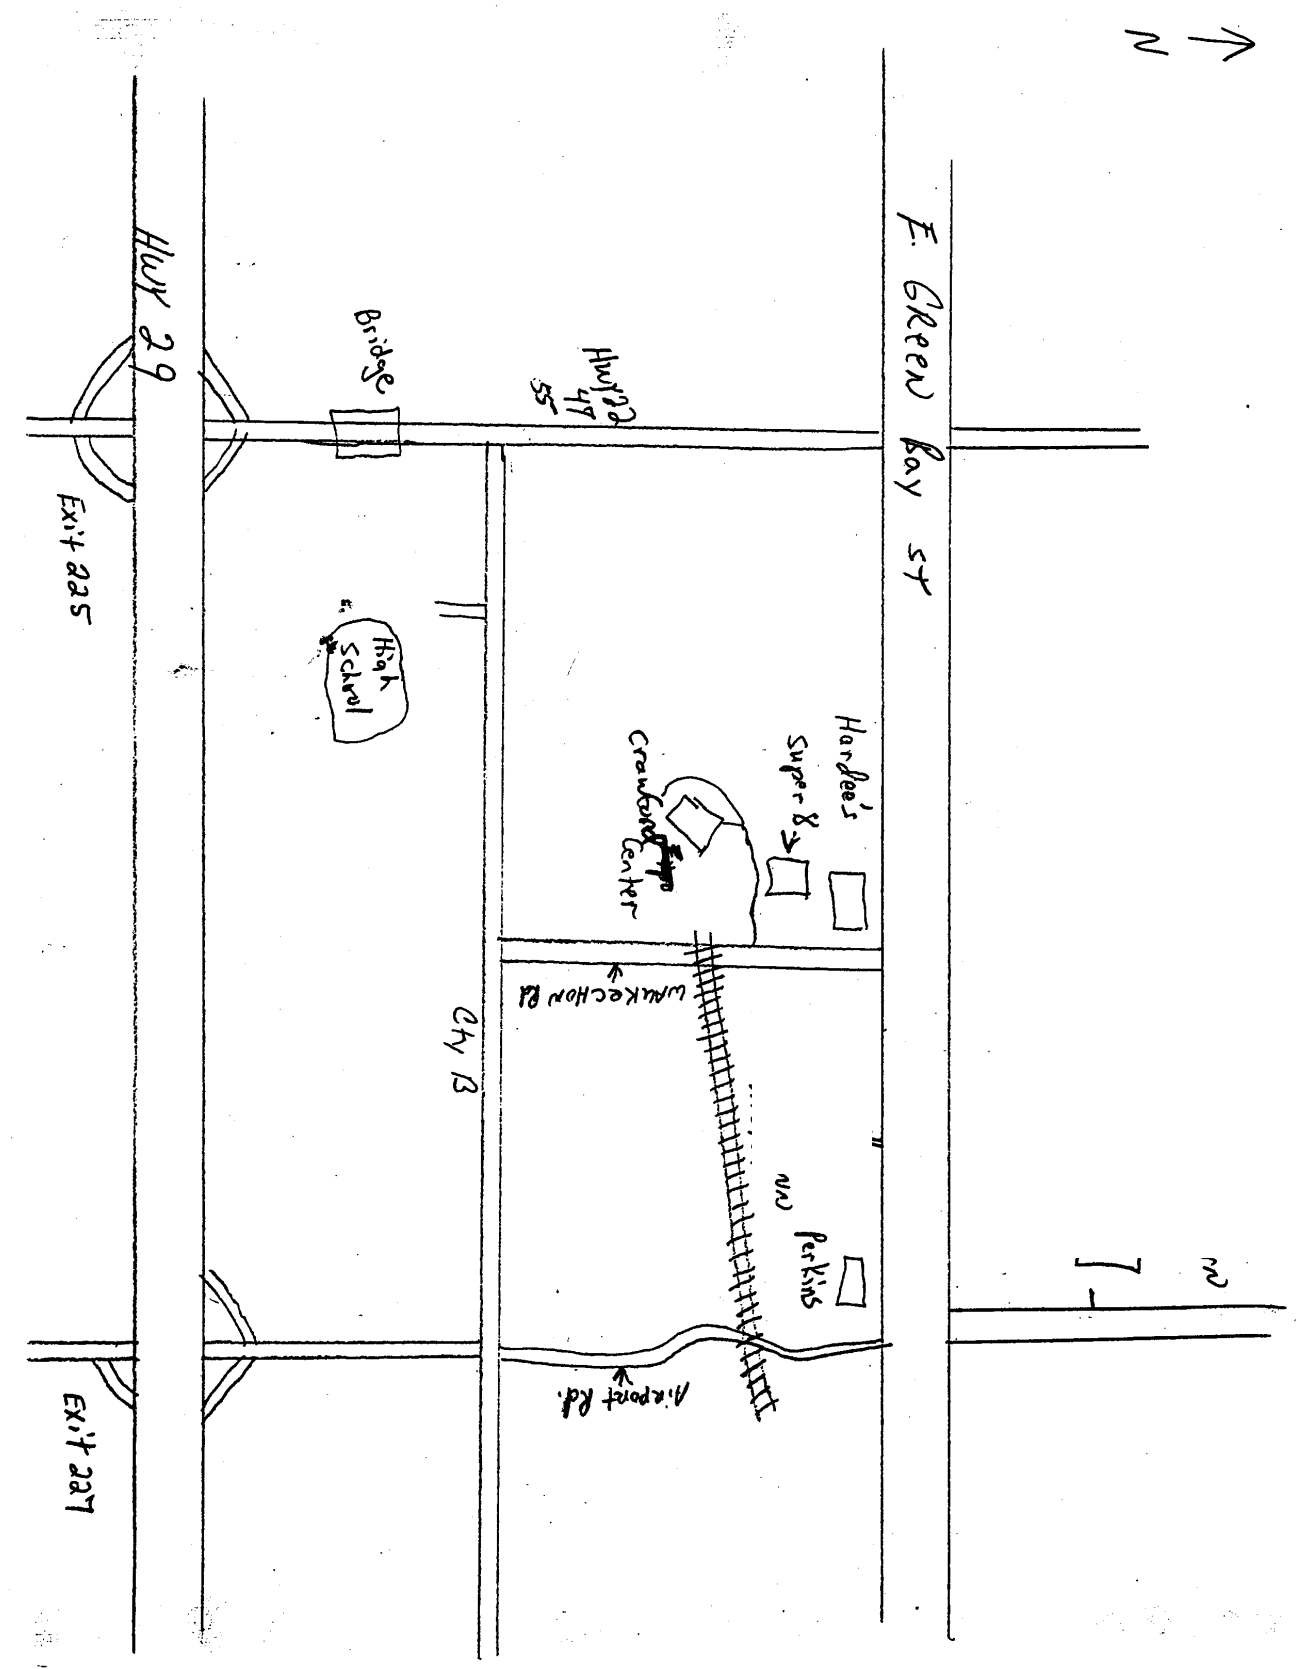 N
E. GREEN Bay st
Hwy 22
47
55
Bridge
HWY 29
Exit 225
High
School
Hardee's
Super 8
Crawford
Center
WAUKECHON Rd
Cty B
Perkins
Airport Rd.
Exit 227